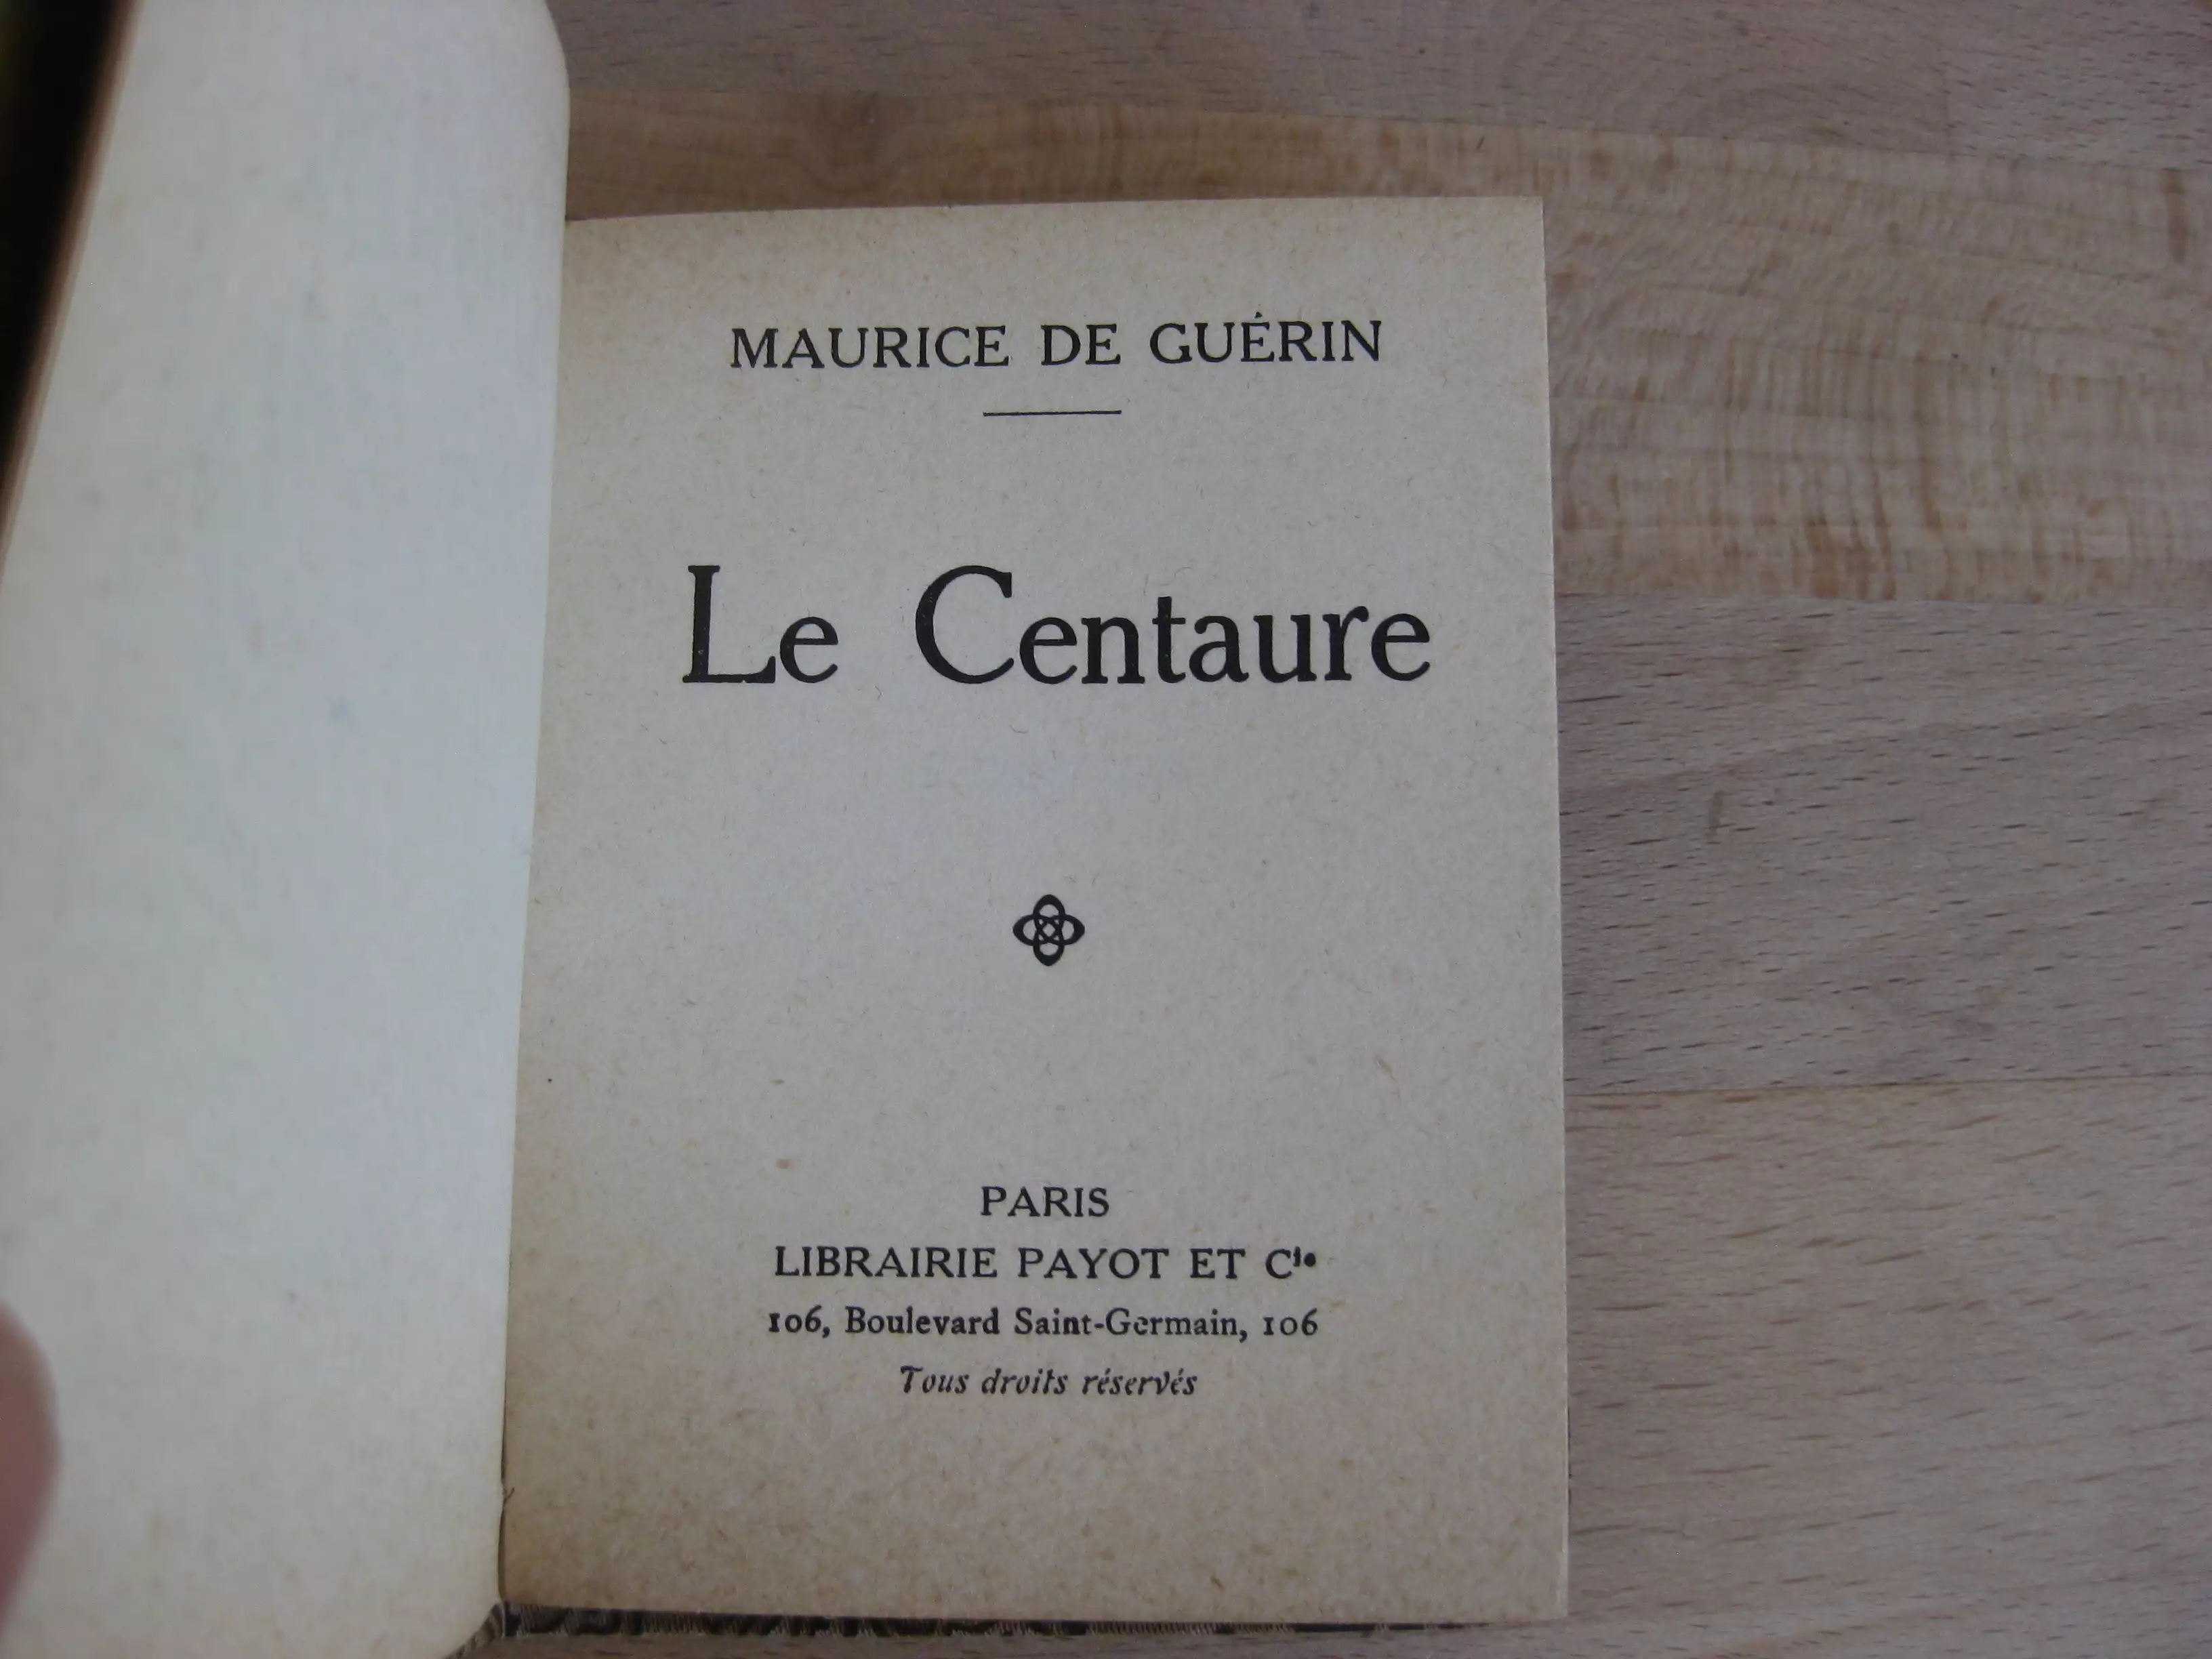 MAURICE DE GUÉRIN
Le Centaure
PARIS
LIBRAIRIE PAYOT ET Cie
106, Boulevard Saint-Germain, 106
Tous droits réservés